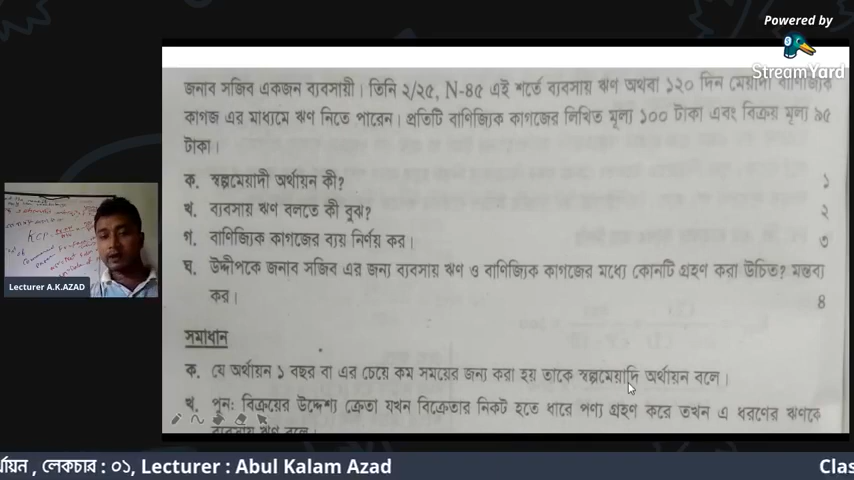 Powered by
StreamYard
জনাব সজিব একজন ব্যবসায়ী। তিনি ২/২৫, N-৪৫ এই শর্তে ব্যবসায় ঋণ অথবা ১২০ দিন মেয়াদী বাণিজ্যিক
কাগজ এর মাধ্যমে ঋণ নিতে পারেন। প্রতিটি বাণিজ্যিক কাগজের লিখিত মূল্য ১০০ টাকা এবং বিক্রয় মূল্য ৯৫
টাকা।
ক. স্বল্পমেয়াদী অর্থায়ন কী? ১
খ. ব্যবসায় ঋণ বলতে কী বুঝ? ২
গ. বাণিজ্যিক কাগজের ব্যয় নির্ণয় কর। ৩
ঘ. উদ্দীপকে জনাব সজিব এর জন্য ব্যবসায় ঋণ ও বাণিজ্যিক কাগজের মধ্যে কোনটি গ্রহণ করা উচিত? মন্তব্য
কর। ৪
সমাধান
ক. যে অর্থায়ন ১ বছর বা এর চেয়ে কম সময়ের জন্য করা হয় তাকে স্বল্পমেয়াদি অর্থায়ন বলে।
খ. পুনঃ বিক্রয়ের উদ্দেশ্য ক্রেতা যখন বিক্রেতার নিকট হতে ধারে পণ্য গ্রহণ করে তখন এ ধরণের ঋণকে
ব্যবসায় ঋণ বলে।
Lecturer A.K.AZAD
র্থায়ন , লেকচার : ০১, Lecturer : Abul Kalam Azad
Clas